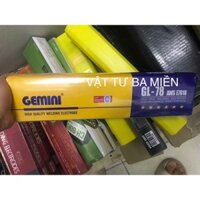 VẬT TƯ BA MIỀN
GEMINI
HIGH QUALITY WELDING ELECTRODE
GL-78
AWS E7018